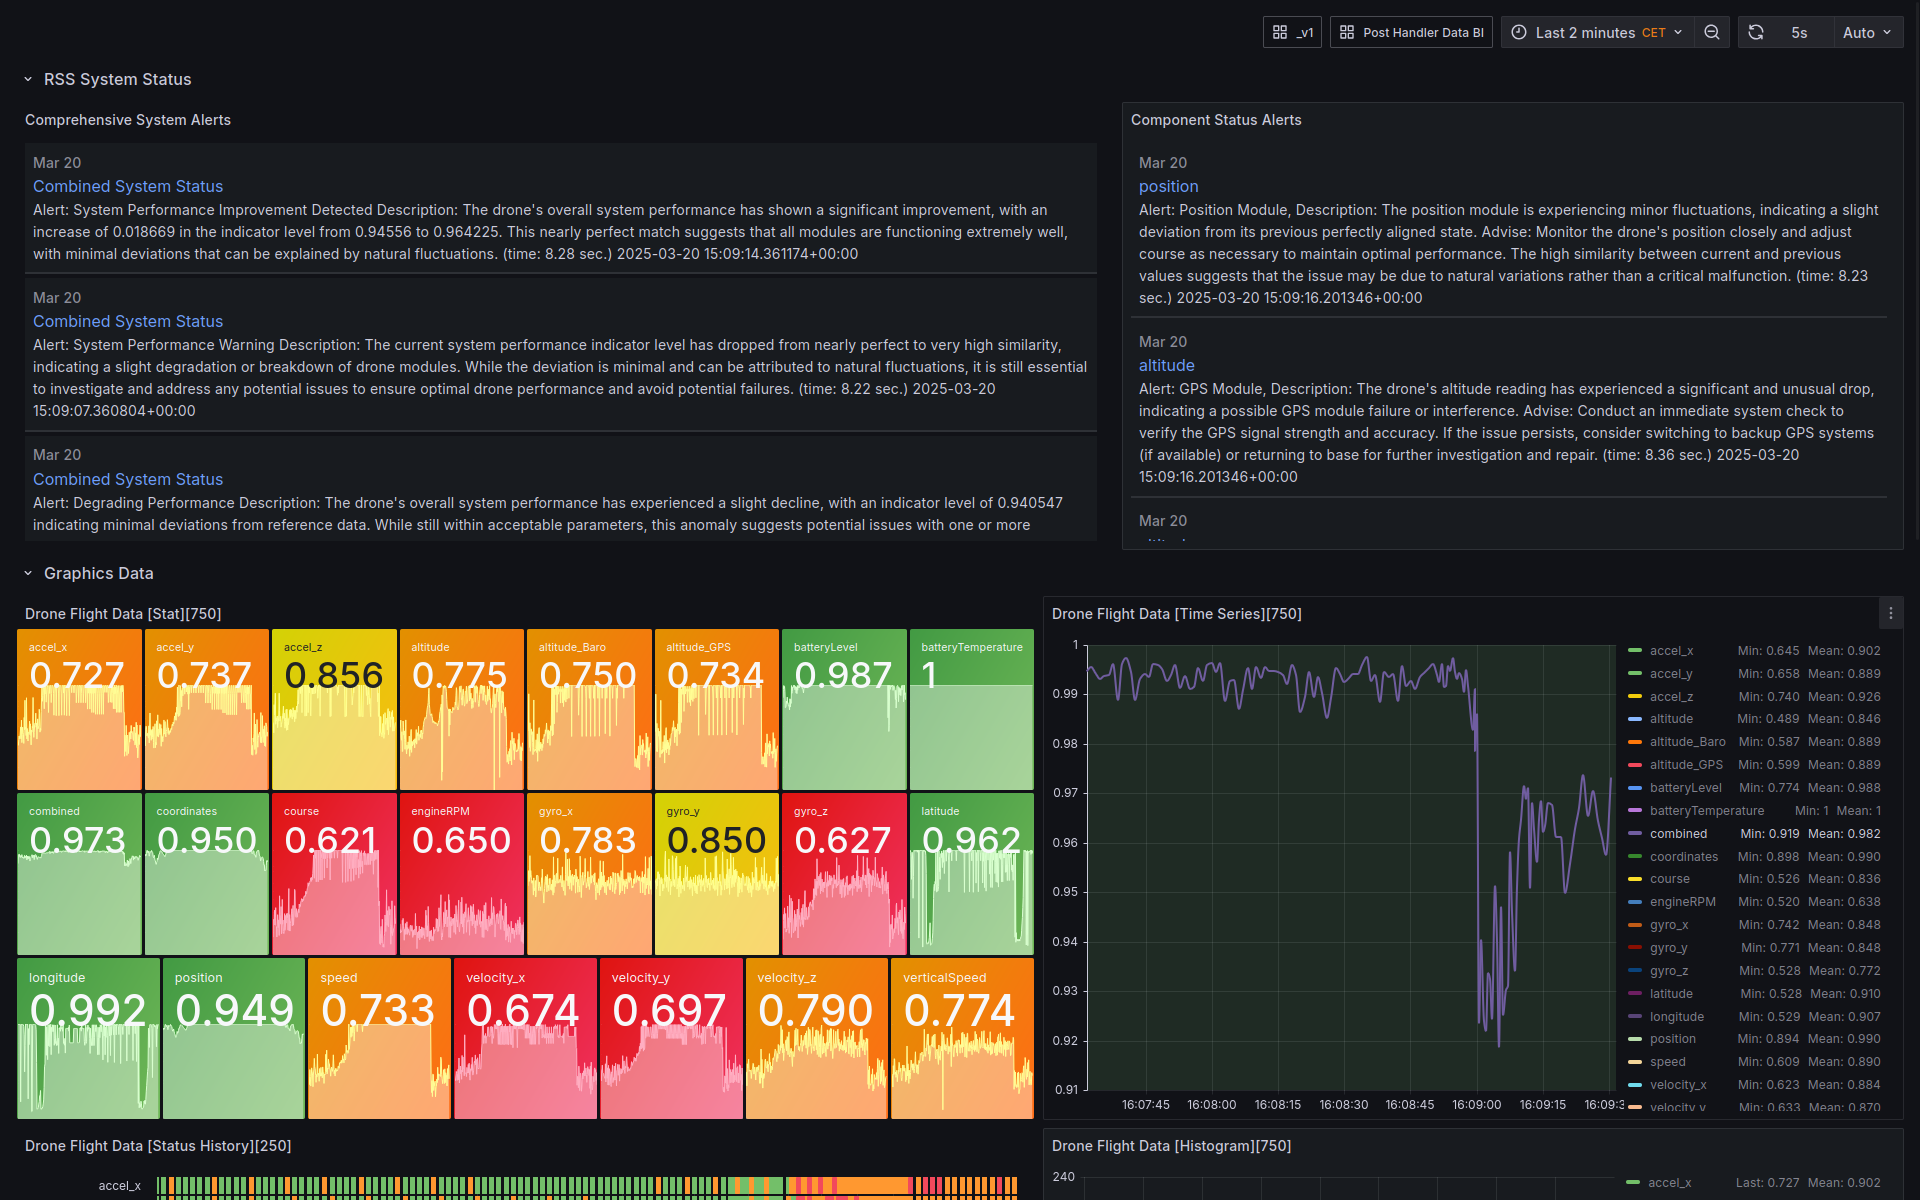 _v1
Post Handler Data BI
Last 2 minutes CET
5s
Auto
RSS System Status
Comprehensive System Alerts
Mar 20
Combined System Status
Alert: System Performance Improvement Detected Description: The drone's overall system performance has shown a significant improvement, with an
increase of 0.018669 in the indicator level from 0.94556 to 0.964225. This nearly perfect match suggests that all modules are functioning extremely well,
with minimal deviations that can be explained by natural fluctuations. (time: 8.28 sec.) 2025-03-20 15:09:14.361174+00:00
Mar 20
Combined System Status
Alert: System Performance Warning Description: The current system performance indicator level has dropped from nearly perfect to very high similarity,
indicating a slight degradation or breakdown of drone modules. While the deviation is minimal and can be attributed to natural fluctuations, it is still essential
to investigate and address any potential issues to ensure optimal drone performance and avoid potential failures. (time: 8.22 sec.) 2025-03-20
15:09:07.360804+00:00
Mar 20
Combined System Status
Alert: Degrading Performance Description: The drone's overall system performance has experienced a slight decline, with an indicator level of 0.940547
indicating minimal deviations from reference data. While still within acceptable parameters, this anomaly suggests potential issues with one or more
Component Status Alerts
Mar 20
position
Alert: Position Module, Description: The position module is experiencing minor fluctuations, indicating a slight
deviation from its previous perfectly aligned state. Advise: Monitor the drone's position closely and adjust
course as necessary to maintain optimal performance. The high similarity between current and previous
values suggests that the issue may be due to natural variations rather than a critical malfunction. (time: 8.23
sec.) 2025-03-20 15:09:16.201346+00:00
Mar 20
altitude
Alert: GPS Module, Description: The drone's altitude reading has experienced a significant and unusual drop,
indicating a possible GPS module failure or interference. Advise: Conduct an immediate system check to
verify the GPS signal strength and accuracy. If the issue persists, consider switching to backup GPS systems
(if available) or returning to base for further investigation and repair. (time: 8.36 sec.) 2025-03-20
15:09:16.201346+00:00
Mar 20
Graphics Data
Drone Flight Data [Stat][750]
accel_x
0.727
accel_y
0.737
accel_z
0.856
altitude
0.775
altitude_Baro
0.750
altitude_GPS
0.734
batteryLevel
0.987
batteryTemperature
1
combined
0.973
coordinates
0.950
course
0.621
engineRPM
0.650
gyro_x
0.783
gyro_y
0.850
gyro_z
0.627
latitude
0.962
longitude
0.992
position
0.949
speed
0.733
velocity_x
0.674
velocity_y
0.697
velocity_z
0.790
verticalSpeed
0.774
Drone Flight Data [Time Series][750]
1
0.99
0.98
0.97
0.96
0.95
0.94
0.93
0.92
0.91
16:07:45 16:08:00 16:08:15 16:08:30 16:08:45 16:09:00 16:09:15 16:09:3
accel_x Min: 0.645 Mean: 0.902
accel_y Min: 0.658 Mean: 0.889
accel_z Min: 0.740 Mean: 0.926
altitude Min: 0.489 Mean: 0.846
altitude_Baro Min: 0.587 Mean: 0.889
altitude_GPS Min: 0.599 Mean: 0.889
batteryLevel Min: 0.774 Mean: 0.988
batteryTemperature Min: 1 Mean: 1
combined Min: 0.919 Mean: 0.982
coordinates Min: 0.898 Mean: 0.990
course Min: 0.526 Mean: 0.836
engineRPM Min: 0.520 Mean: 0.638
gyro_x Min: 0.742 Mean: 0.848
gyro_y Min: 0.771 Mean: 0.848
gyro_z Min: 0.528 Mean: 0.772
latitude Min: 0.528 Mean: 0.910
longitude Min: 0.529 Mean: 0.907
position Min: 0.894 Mean: 0.990
speed Min: 0.609 Mean: 0.890
velocity_x Min: 0.623 Mean: 0.884
velocity_y Min: 0.633 Mean: 0.870
Drone Flight Data [Status History][250]
accel_x
Drone Flight Data [Histogram][750]
240
accel_x Last: 0.727 Mean: 0.902